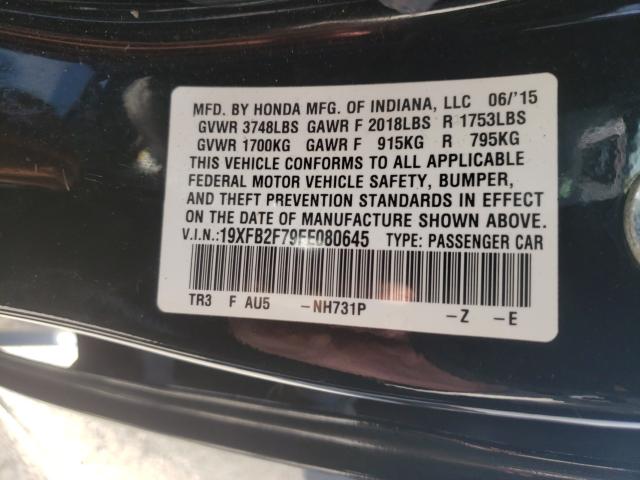 MFD. BY HONDA MFG. OF INDIANA, LLC 06/'15
GVWR 3748LBS GAWR F 2018LBS R 1753LBS
GVWR 1700KG GAWR F 915KG R 795KG
THIS VEHICLE CONFORMS TO ALL APPLICABLE
FEDERAL MOTOR VEHICLE SAFETY, BUMPER,
AND THEFT PREVENTION STANDARDS IN EFFECT
ON THE DATE OF MANUFACTURE SHOWN ABOVE.
V.I.N.: 19XFB2F79FE080645 TYPE: PASSENGER CAR
TR3 F AU5 –NH731P –Z –E